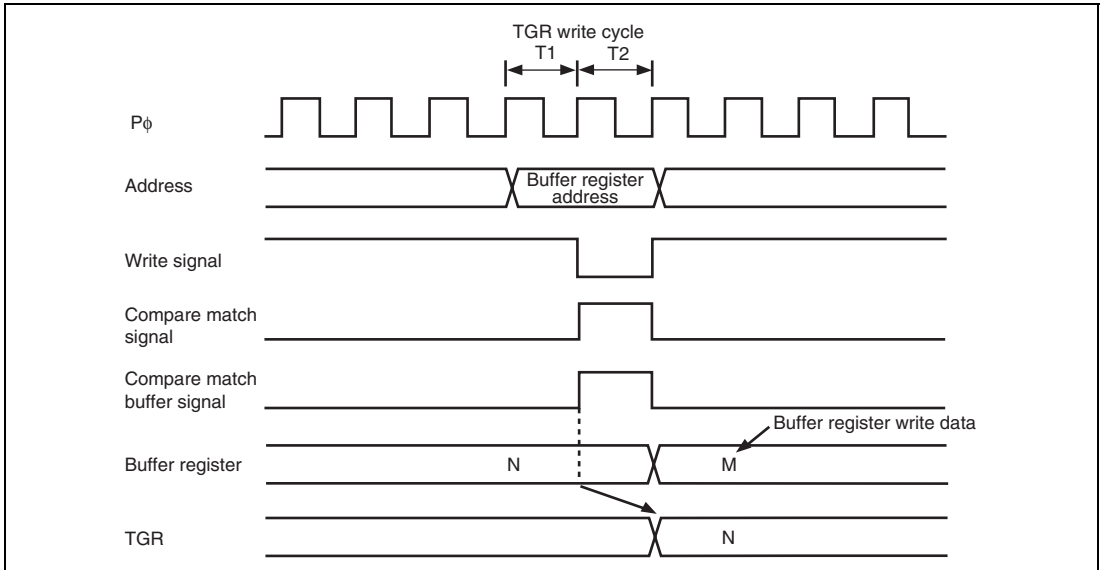 TGR write cycle
T1 T2
Pϕ
Address
Buffer register
address
Write signal
Compare match
signal
Compare match
buffer signal
Buffer register write data
Buffer register
N
M
TGR
N